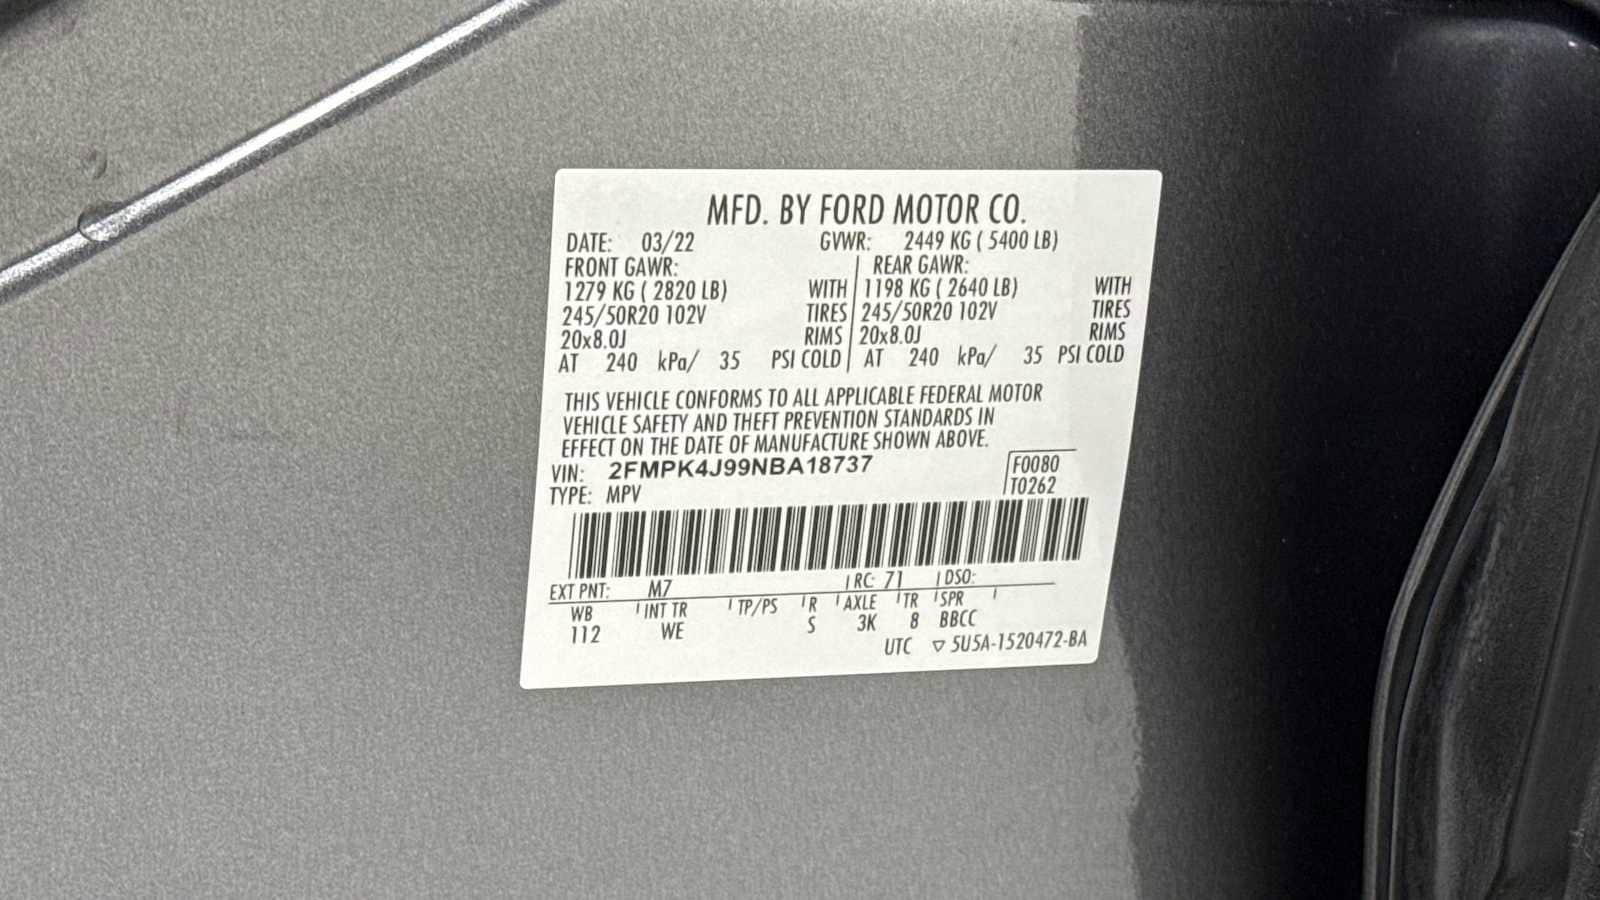 MFD. BY FORD MOTOR CO.
DATE: 03/22 GVWR: 2449 KG ( 5400 LB)
FRONT GAWR: REAR GAWR:
1279 KG ( 2820 LB) WITH 1198 KG ( 2640 LB) WITH
245/50R20 102V TIRES 245/50R20 102V TIRES
20x8.0J RIMS 20x8.0J RIMS
AT 240 kPa/ 35 PSI COLD AT 240 kPa/ 35 PSI COLD
THIS VEHICLE CONFORMS TO ALL APPLICABLE FEDERAL MOTOR
VEHICLE SAFETY AND THEFT PREVENTION STANDARDS IN
EFFECT ON THE DATE OF MANUFACTURE SHOWN ABOVE.
VIN: 2FMPK4J99NBA18737 F0080
TYPE: MPV T0262
EXT PNT: M7 RC: 71 DSO:
WB INT TR TP/PS R AXLE TR SPR
112 WE S 3K 8 BBCC
UTC ▽ 5U5A-1520472-BA